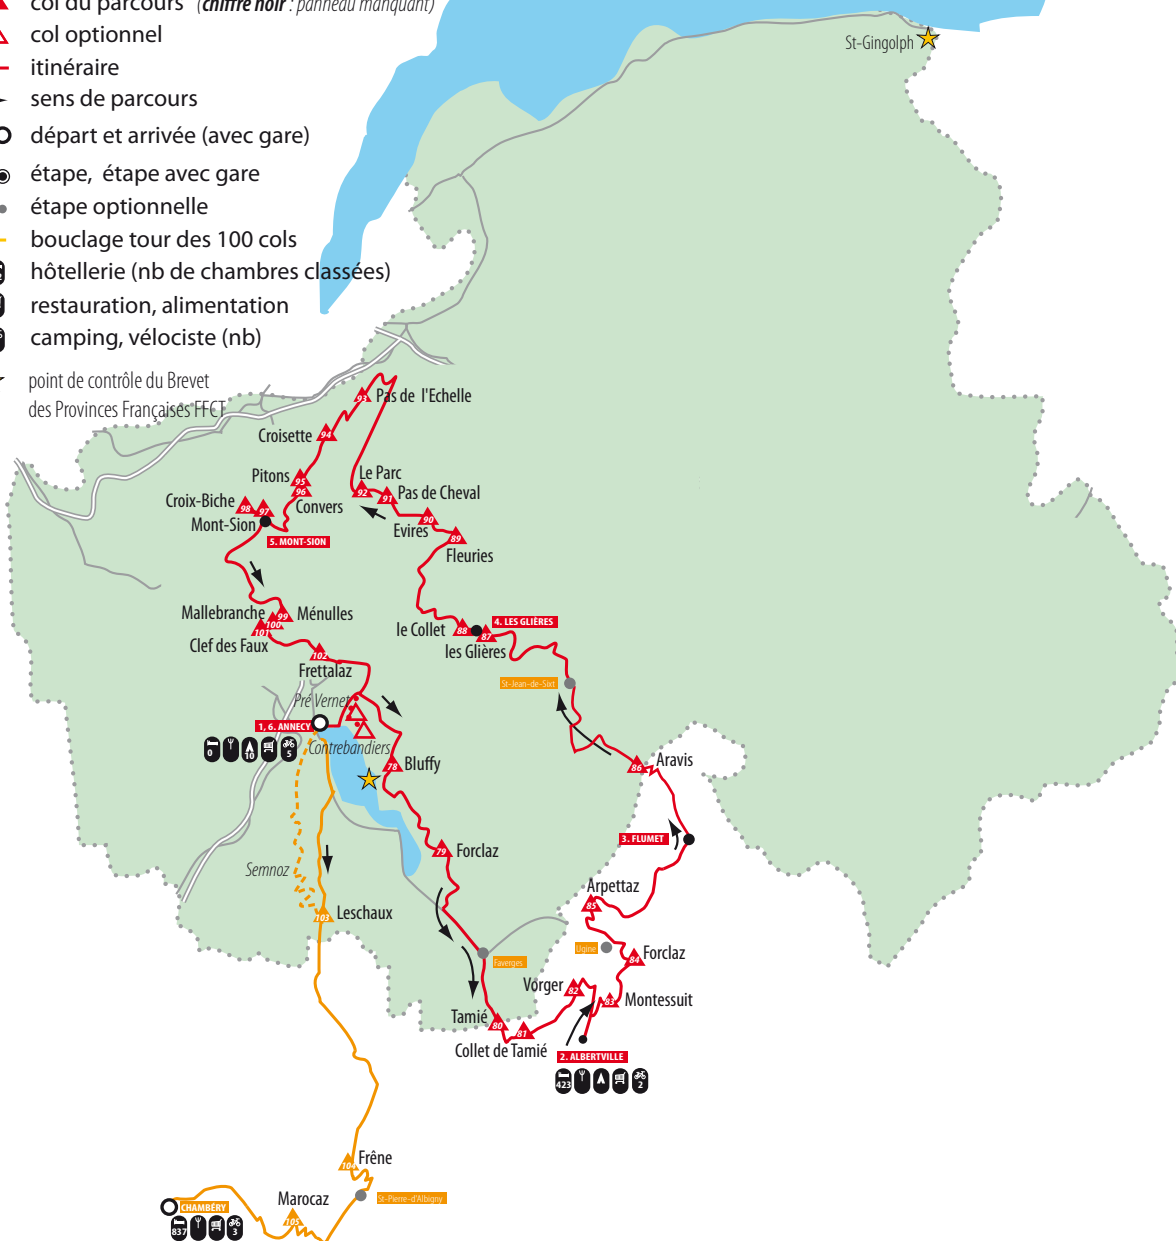 col du parcours (chiffre noir : panneau manquant)
col optionnel
itinéraire
sens de parcours
départ et arrivée (avec gare)
étape, étape avec gare
étape optionnelle
bouclage tour des 100 cols
hôtellerie (nb de chambres classées)
restauration, alimentation
camping, vélociste (nb)
point de contrôle du Brevet
des Provinces Françaises FFCT
St-Gingolph
93 Pas de l'Echelle
Croisette 94
Pitons 95
96 Convers
Le Parc
92
91 Pas de Cheval
Croix-Biche 98
97
Mont-Sion
5. MONT-SION
Evires 90
89
Fleuries
Mallebranche
99 Ménulles
100
101
Clef des Faux
le Collet 88
4. LES GLIÈRES
87
les Glières
102
Frettalaz
St-Jean-de-Sixt
Pré Vernet
1, 6. ANNECY
0 10 5
Contrebandiers
78 Bluffy
86 Aravis
3. FLUMET
79 Forclaz
Semnoz
Arpettaz
85
103 Leschaux
Ugine
84 Forclaz
Faverges
Vorger 82
83 Montessuit
Tamié 80
81
Collet de Tamié
2. ALBERTVILLE
423 2
104 Frêne
St-Pierre-d'Albigny
Marocaz
105
CHAMBÉRY
837 3